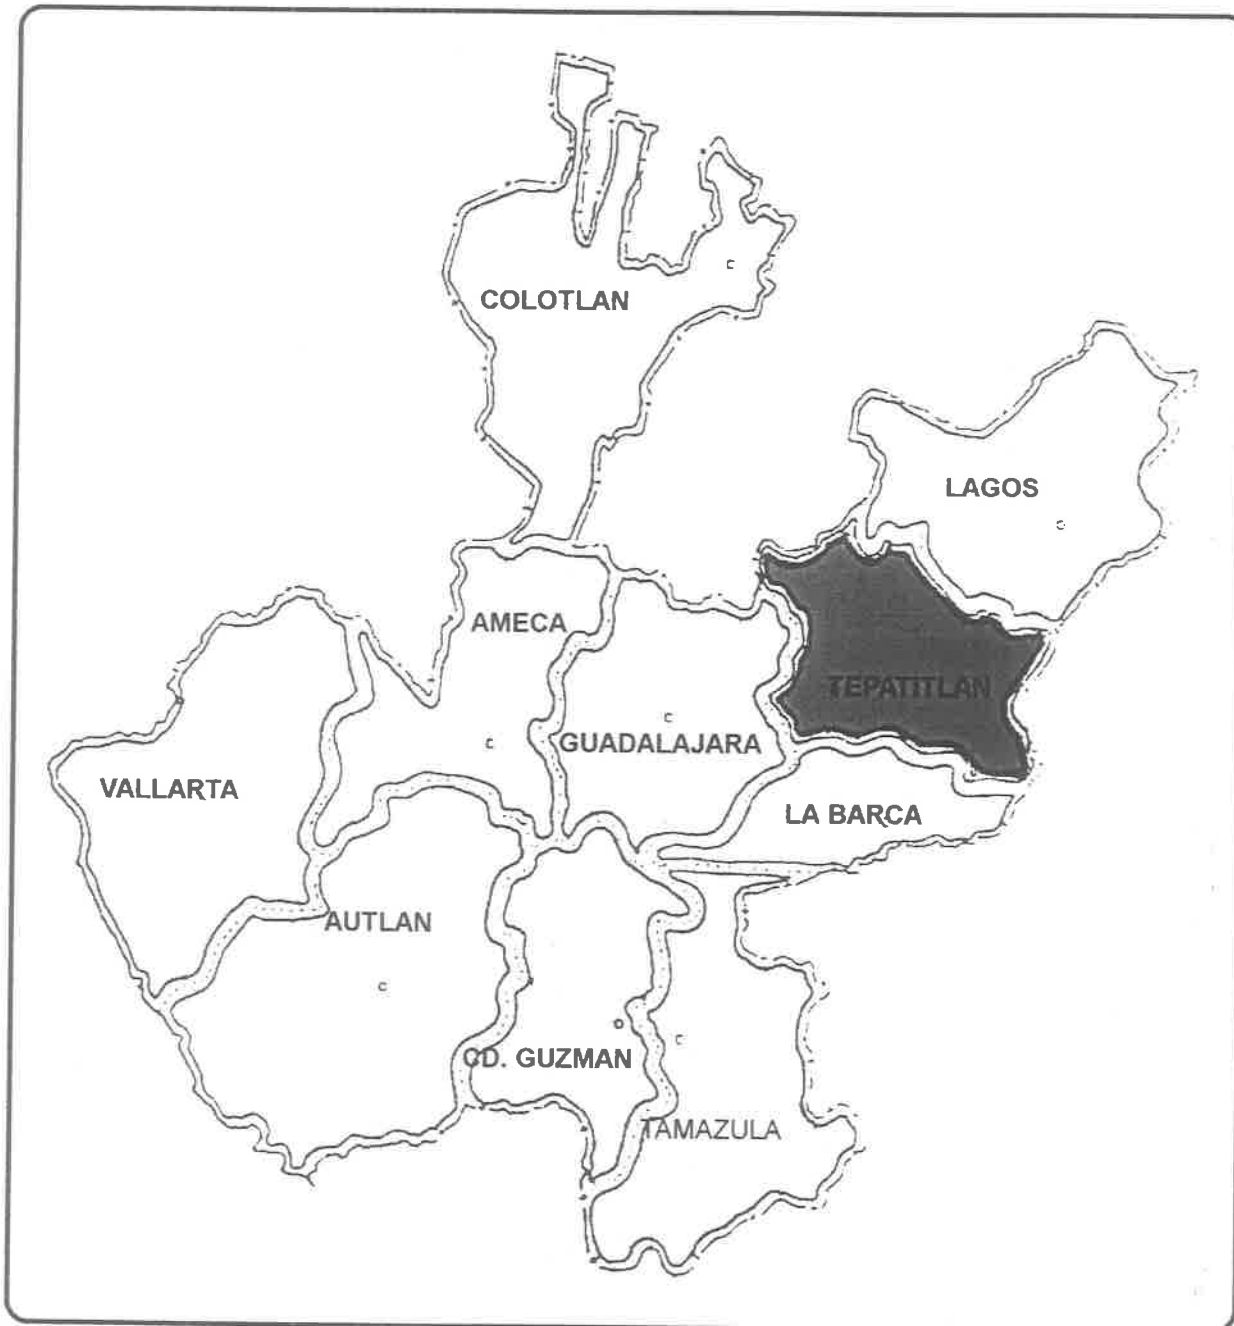 COLOTLAN
LAGOS
AMECA
TEPATITLAN
GUADALAJARA
VALLARTA
LA BARCA
AUTLAN
CD. GUZMAN
TAMAZULA